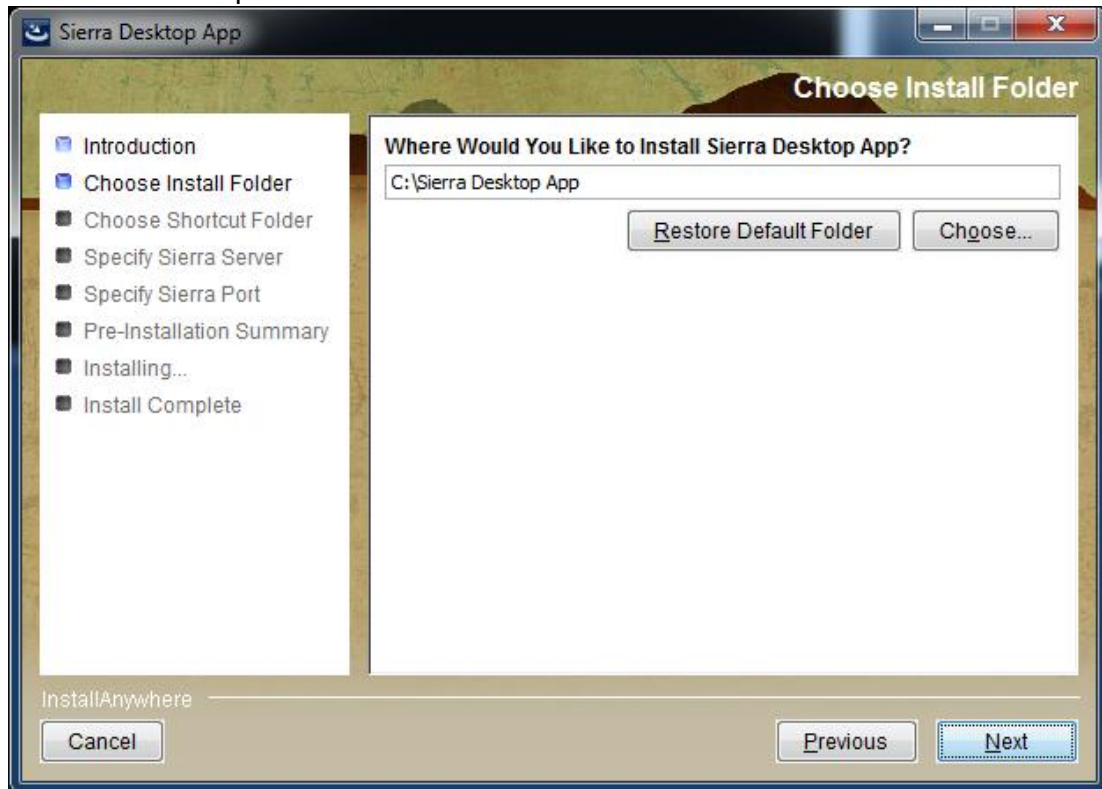 Sierra Desktop App
Choose Install Folder
Introduction
Choose Install Folder
Choose Shortcut Folder
Specify Sierra Server
Specify Sierra Port
Pre-Installation Summary
Installing...
Install Complete
Where Would You Like to Install Sierra Desktop App?
C:\Sierra Desktop App
Restore Default Folder
Choose...
InstallAnywhere
Cancel
Previous
Next